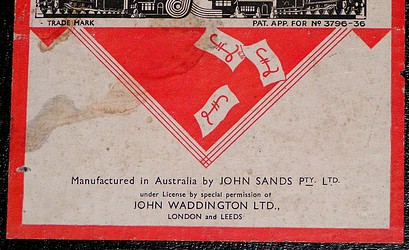 TRADE MARK
PAT. APP. FOR Nº 3796-36
Manufactured in Australia by JOHN SANDS PTY. LTD.
under License by special permission of
JOHN WADDINGTON LTD.,
LONDON and LEEDS